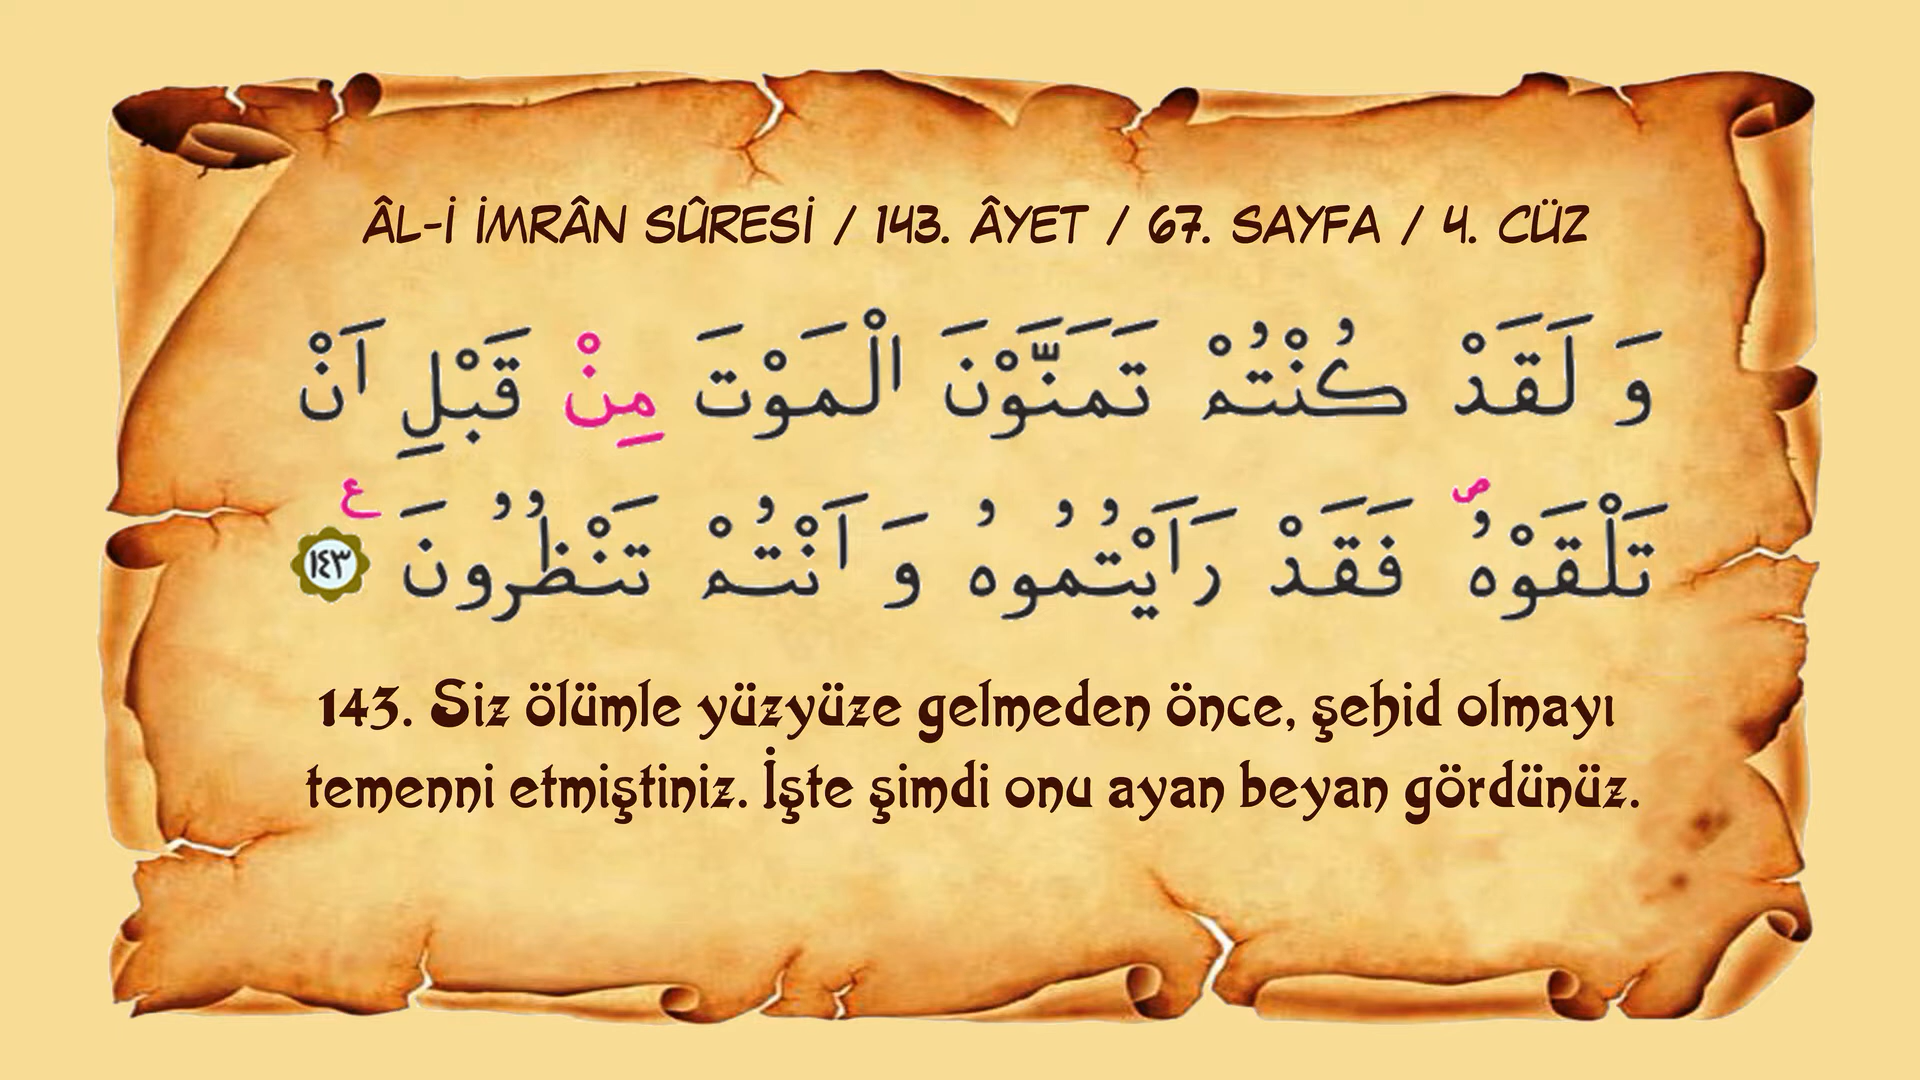 ÂL-İ İMRÂN SÛRESİ / 143. ÂYET / 67. SAYFA / 4. CÜZ
وَ لَقَدْ كُنْتُمْ تَمَنَّوْنَ الْمَوْتَ مِنْ قَبْلِ اَنْ
تَلْقَوْهُ ص فَقَدْ رَاَيْتُمُوهُ وَ اَنْتُمْ تَنْظُرُونَ ع ١٤٣
143. Siz ölümle yüzyüze gelmeden önce, şehid olmayı
temenni etmiştiniz. İşte şimdi onu ayan beyan gördünüz.